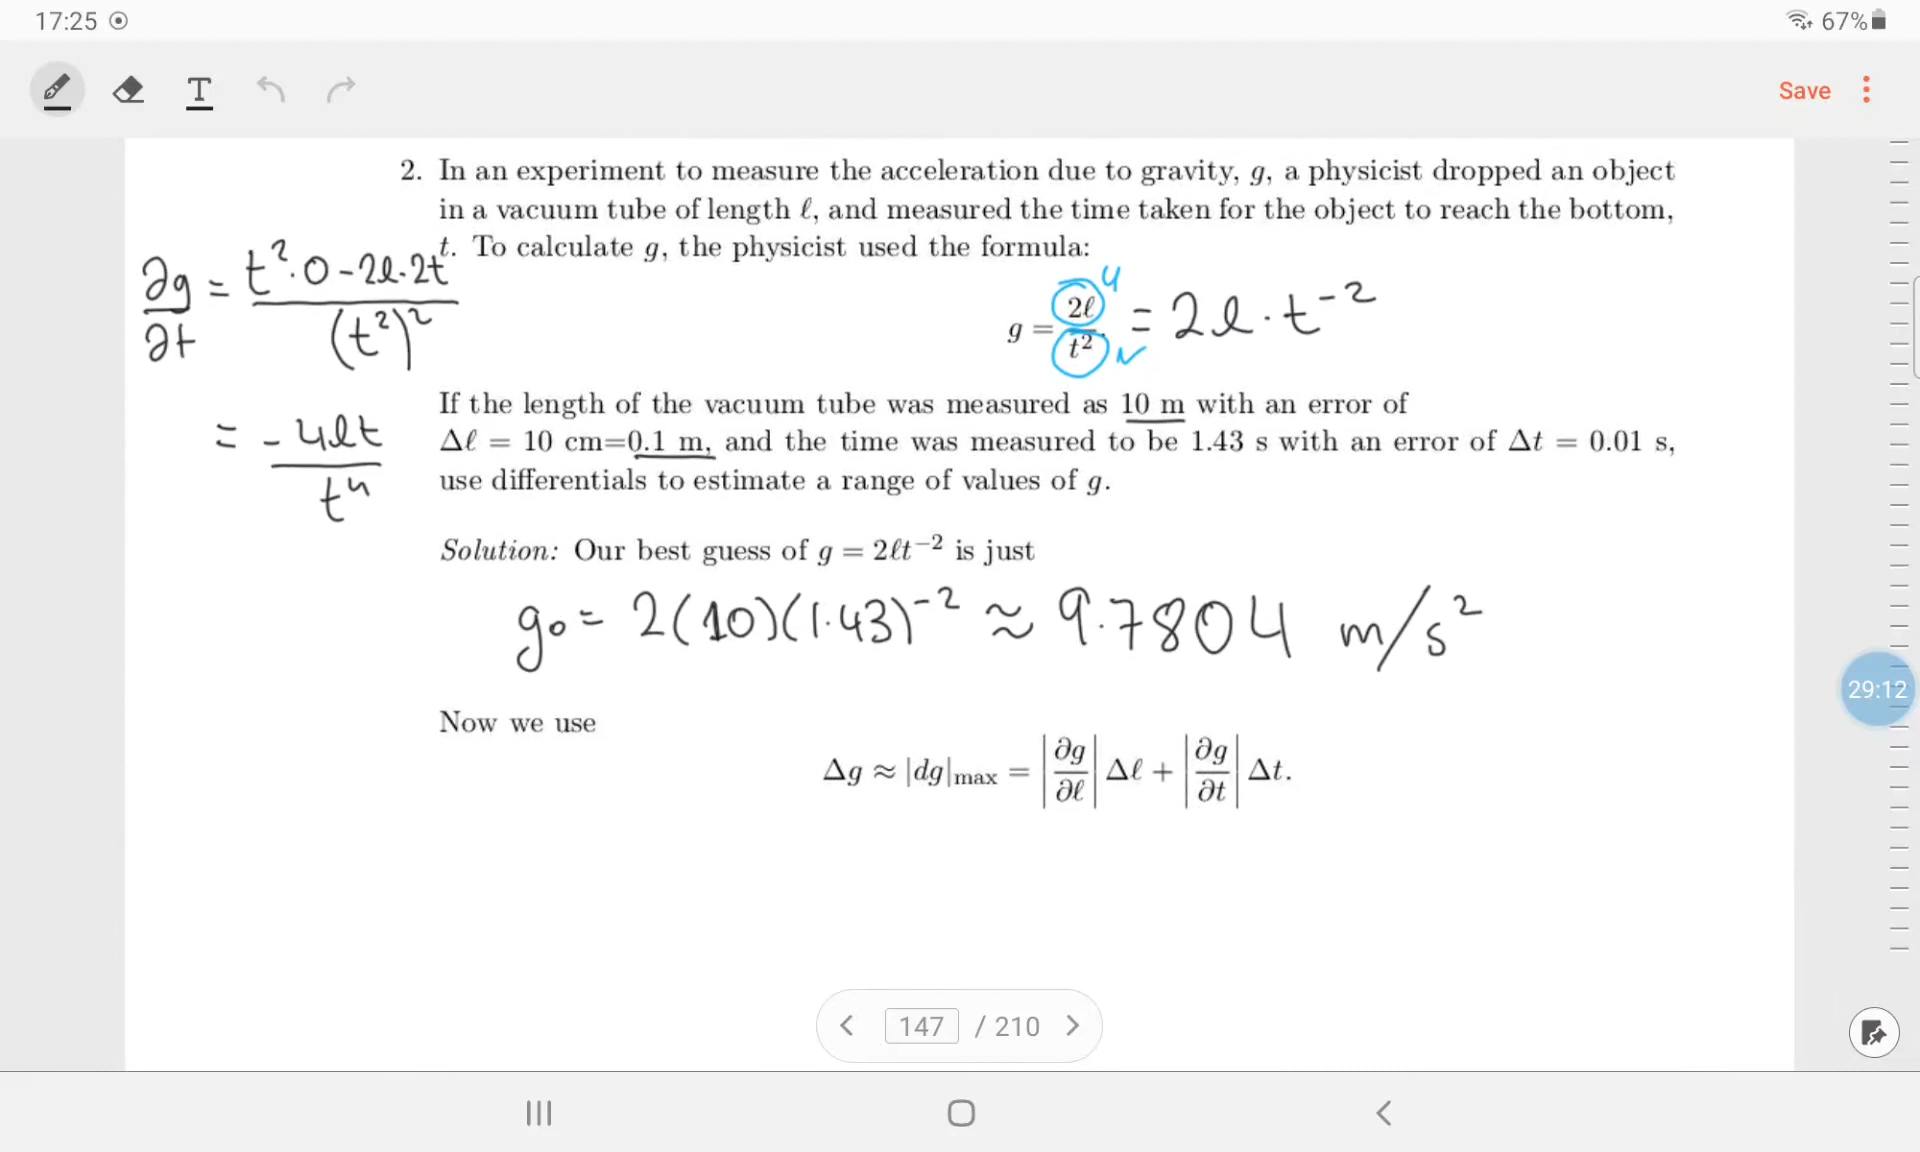 17:25
67%
T
Save
2. In an experiment to measure the acceleration due to gravity, g, a physicist dropped an object
in a vacuum tube of length ℓ, and measured the time taken for the object to reach the bottom,
t. To calculate g, the physicist used the formula:
∂g/∂t = (t²·0 - 2ℓ·2t)/(t²)²
g = 2ℓ/t². = 2ℓ·t⁻²
u
v
= -4ℓt/t⁴
If the length of the vacuum tube was measured as 10 m with an error of
Δℓ = 10 cm=0.1 m, and the time was measured to be 1.43 s with an error of Δt = 0.01 s,
use differentials to estimate a range of values of g.
Solution: Our best guess of g = 2ℓt⁻² is just
g₀ = 2(10)(1.43)⁻² ≈ 9.7804 m/s²
29:12
Now we use
Δg ≈ |dg|max = |∂g/∂ℓ| Δℓ + |∂g/∂t| Δt.
147 / 210